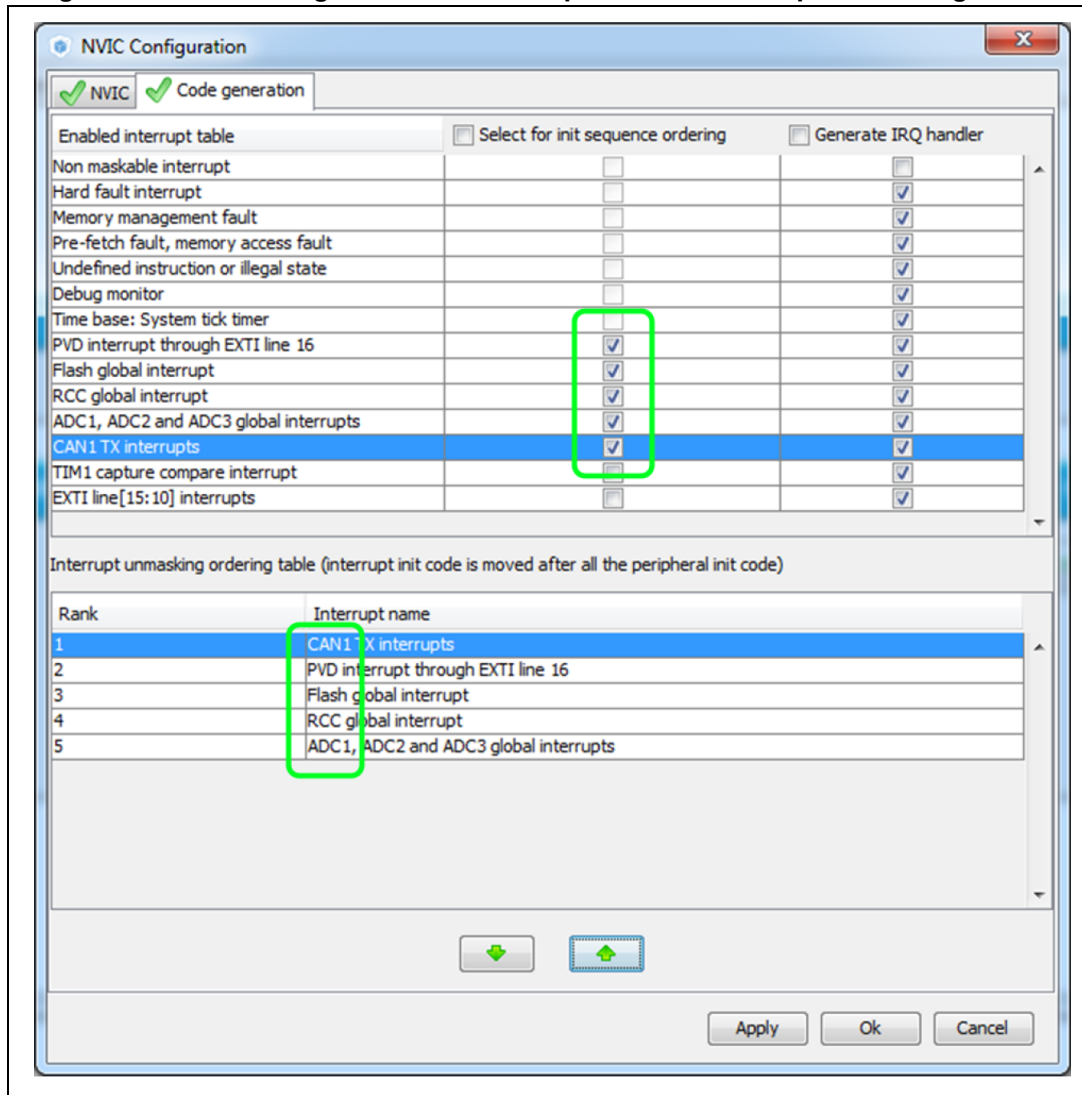 NVIC Configuration
NVIC Code generation
Enabled interrupt table Select for init sequence ordering Generate IRQ handler
Non maskable interrupt
Hard fault interrupt
Memory management fault
Pre-fetch fault, memory access fault
Undefined instruction or illegal state
Debug monitor
Time base: System tick timer
PVD interrupt through EXTI line 16
Flash global interrupt
RCC global interrupt
ADC1, ADC2 and ADC3 global interrupts
CAN1 TX interrupts
TIM1 capture compare interrupt
EXTI line[15:10] interrupts
Interrupt unmasking ordering table (interrupt init code is moved after all the peripheral init code)
Rank Interrupt name
1 CAN1 TX interrupts
2 PVD interrupt through EXTI line 16
3 Flash global interrupt
4 RCC global interrupt
5 ADC1, ADC2 and ADC3 global interrupts
Apply Ok Cancel